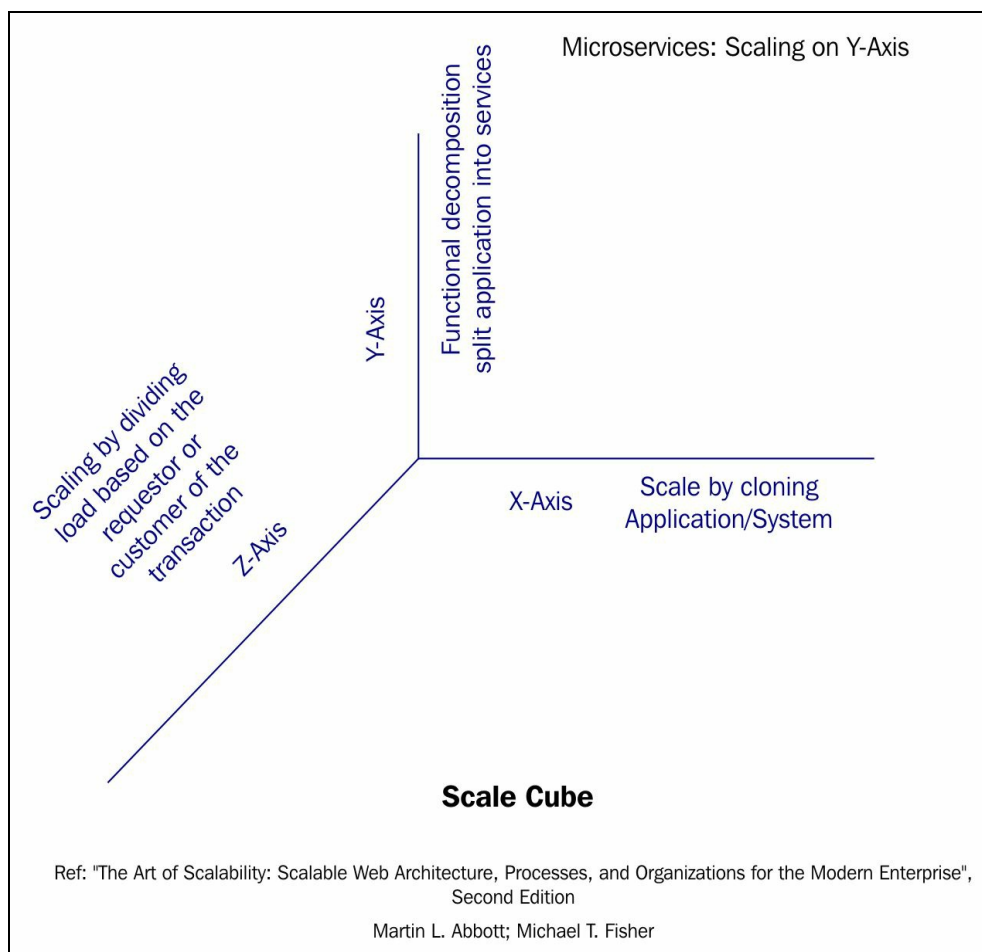 Microservices: Scaling on Y-Axis
Functional decomposition
split application into services
Y-Axis
Scaling by dividing
load based on the
requestor or
customer of the
transaction
Z-Axis
X-Axis
Scale by cloning
Application/System
Scale Cube
Ref: "The Art of Scalability: Scalable Web Architecture, Processes, and Organizations for the Modern Enterprise",
Second Edition
Martin L. Abbott; Michael T. Fisher